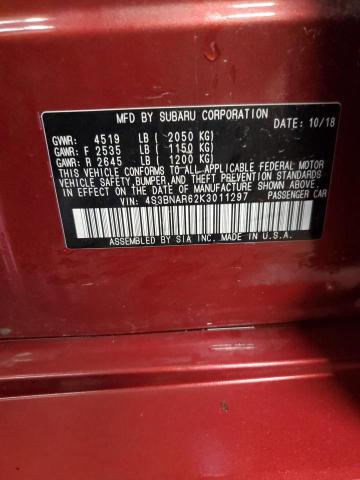 MFD BY SUBARU CORPORATION
DATE: 10/18
GVWR: 4519 LB ( 2050 KG)
GAWR: F 2535 LB ( 1150 KG)
GAWR: R 2645 LB ( 1200 KG)
THIS VEHICLE CONFORMS TO ALL APPLICABLE FEDERAL MOTOR
VEHICLE SAFETY, BUMPER, AND THEFT PREVENTION STANDARDS
IN EFFECT ON THE DATE OF MANUFACTURE SHOWN ABOVE.
VIN: 4S3BNAR62K3011297 PASSENGER CAR
ASSEMBLED BY SIA INC. MADE IN U.S.A.